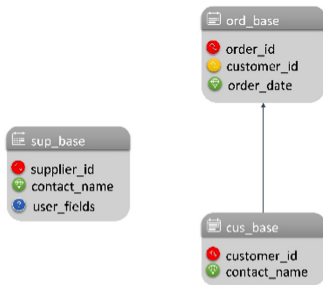 ord_base
order_id
customer_id
order_date
sup_base
supplier_id
contact_name
user_fields
cus_base
customer_id
contact_name